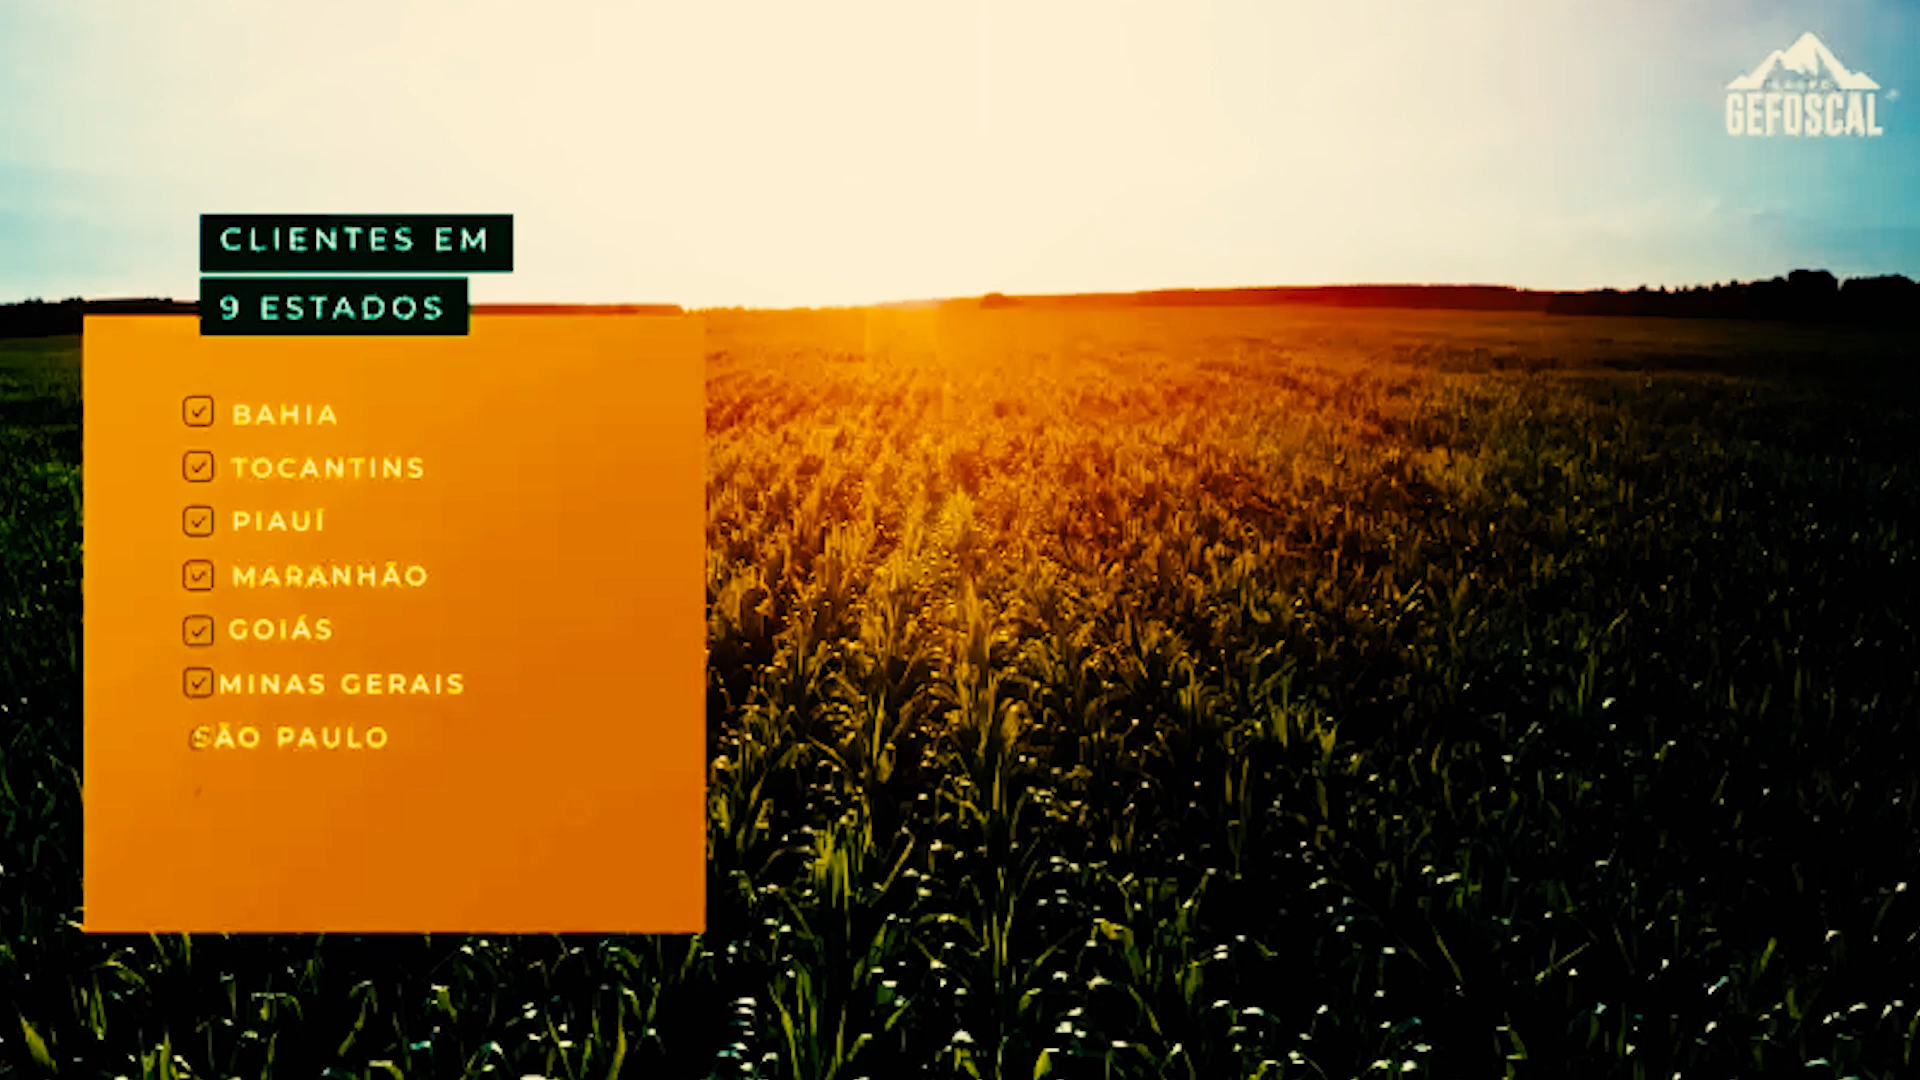 GEFOSCAL
CLIENTES EM
9 ESTADOS
BAHIA
TOCANTINS
PIAUÍ
MARANHÃO
GOIÁS
MINAS GERAIS
SÃO PAULO